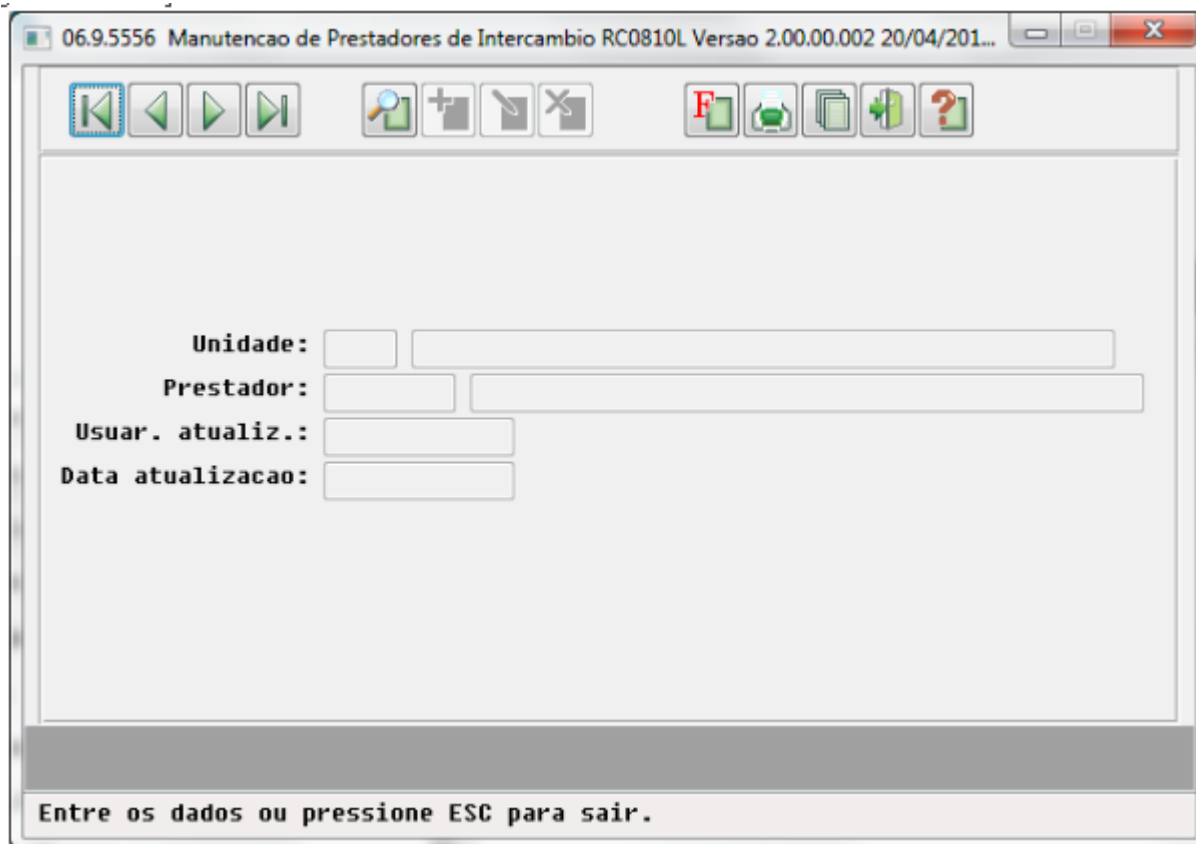 06.9.5556 Manutencao de Prestadores de Intercambio RC0810L Versao 2.00.00.002 20/04/201...
F
?
Unidade:
Prestador:
Usuar. atualiz.:
Data atualizacao:
Entre os dados ou pressione ESC para sair.